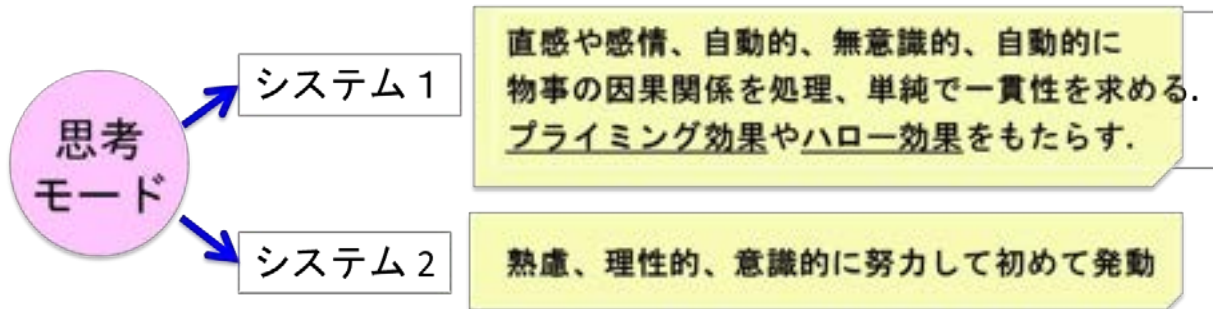 思考
モード
システム 1
直感や感情、自動的、無意識的、自動的に
物事の因果関係を処理、単純で一貫性を求める.
プライミング効果やハロー効果をもたらす.
システム 2
熟慮、理性的、意識的に努力して初めて発動